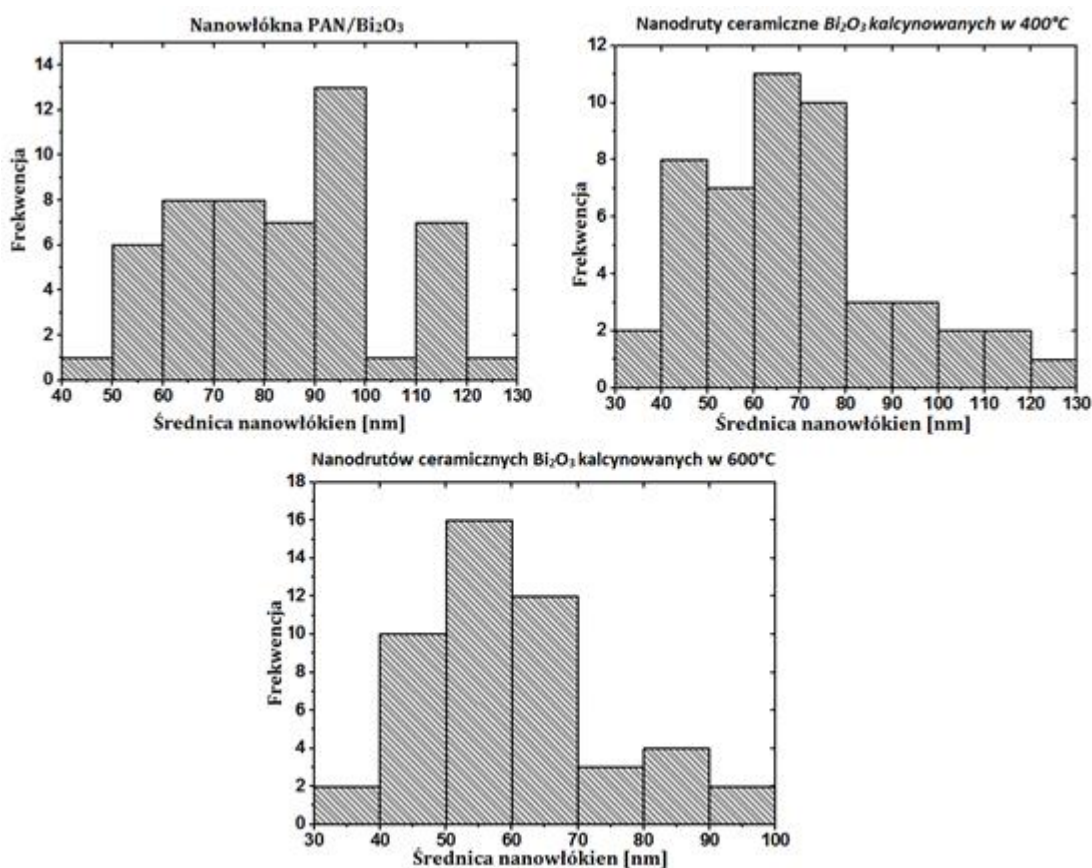 Nanowłókna PAN/Bi₂O₃
Frekwencja
14
12
10
8
6
4
2
0
40 50 60 70 80 90 100 110 120 130
Średnica nanowłókien [nm]
Nanodruty ceramiczne Bi₂O₃ kalcynowanych w 400°C
Frekwencja
12
10
8
6
4
2
0
30 40 50 60 70 80 90 100 110 120 130
Średnica nanowłókien [nm]
Nanodrutów ceramicznych Bi₂O₃ kalcynowanych w 600°C
Frekwencja
18
16
14
12
10
8
6
4
2
0
30 40 50 60 70 80 90 100
Średnica nanowłókien [nm]